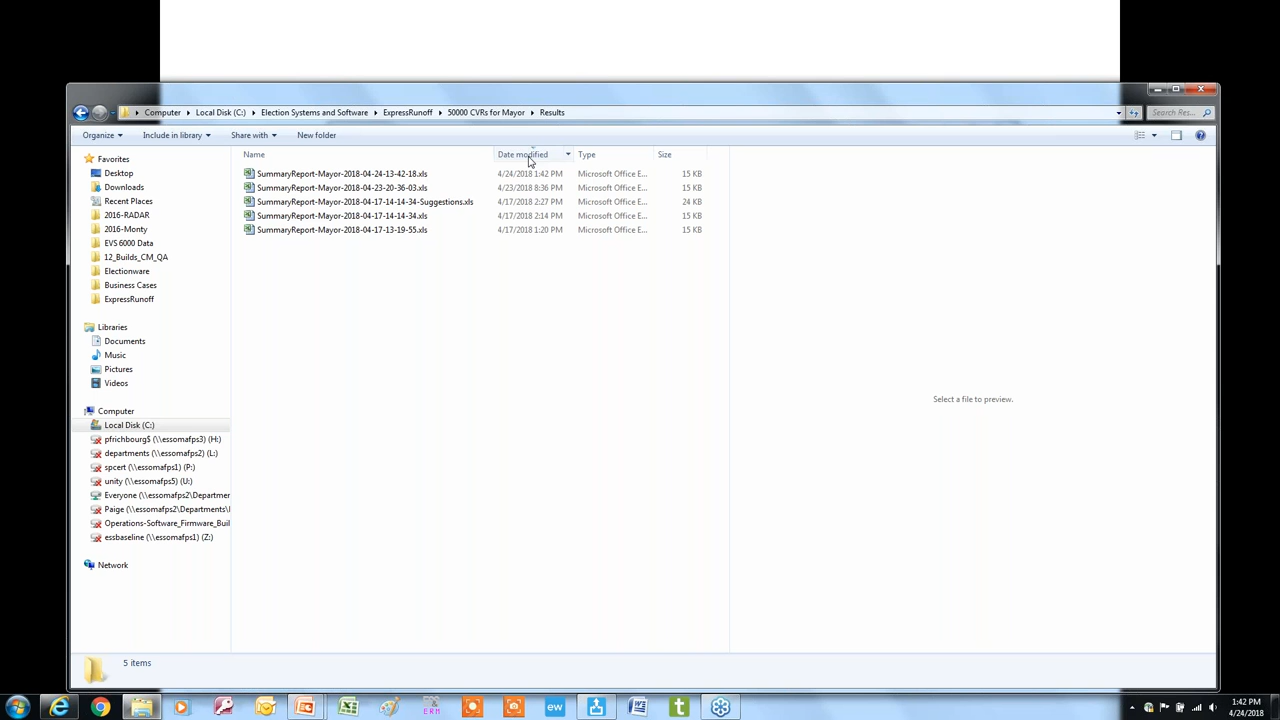 Computer Local Disk (C:) Election Systems and Software ExpressRunoff 50000 CVRs for Mayor Results Search Res...
Organize Include in library Share with New folder
Name Date modified Type Size
Favorites
Desktop
Downloads
Recent Places
2016-RADAR
2016-Monty
EVS 6000 Data
12_Builds_CM_QA
Electionware
Business Cases
ExpressRunoff
Libraries
Documents
Music
Pictures
Videos
Computer
Local Disk (C:)
pfrichbourg$ (\\essomafps3) (H:)
departments (\\essomafps2) (L:)
spcert (\\essomafps1) (P:)
unity (\\essomafps5) (U:)
Everyone (\\essomafps2\Departmer
Paige (\\essomafps2\Departments\
Operations-Software_Firmware_Buil
essbaseline (\\essomafps1) (Z:)
Network
SummaryReport-Mayor-2018-04-24-13-42-18.xls 4/24/2018 1:42 PM Microsoft Office E... 15 KB
SummaryReport-Mayor-2018-04-23-20-36-03.xls 4/23/2018 8:36 PM Microsoft Office E... 15 KB
SummaryReport-Mayor-2018-04-17-14-14-34-Suggestions.xls 4/17/2018 2:27 PM Microsoft Office E... 24 KB
SummaryReport-Mayor-2018-04-17-14-14-34.xls 4/17/2018 2:14 PM Microsoft Office E... 15 KB
SummaryReport-Mayor-2018-04-17-13-19-55.xls 4/17/2018 1:20 PM Microsoft Office E... 15 KB
Select a file to preview.
5 items
ERM
ew
t
1:42 PM
4/24/2018